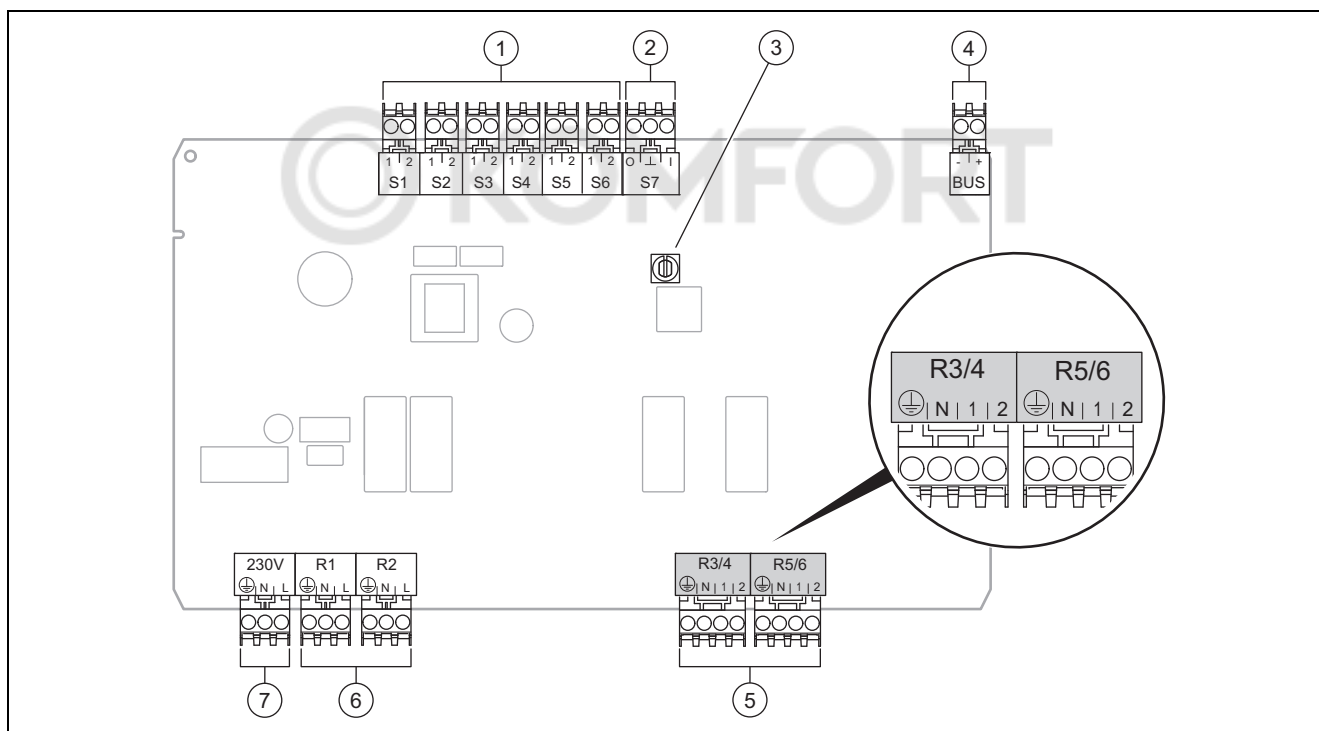 1 2 3 4
1 2 1 2 1 2 1 2 1 2 1 2 O ⊥ I - +
S1 S2 S3 S4 S5 S6 S7 BUS
KOMFORT
R3/4 R5/6
N 1 2 N 1 2
230V R1 R2 R3/4 R5/6
N L N L N L N 1 2 N 1 2
7 6 5